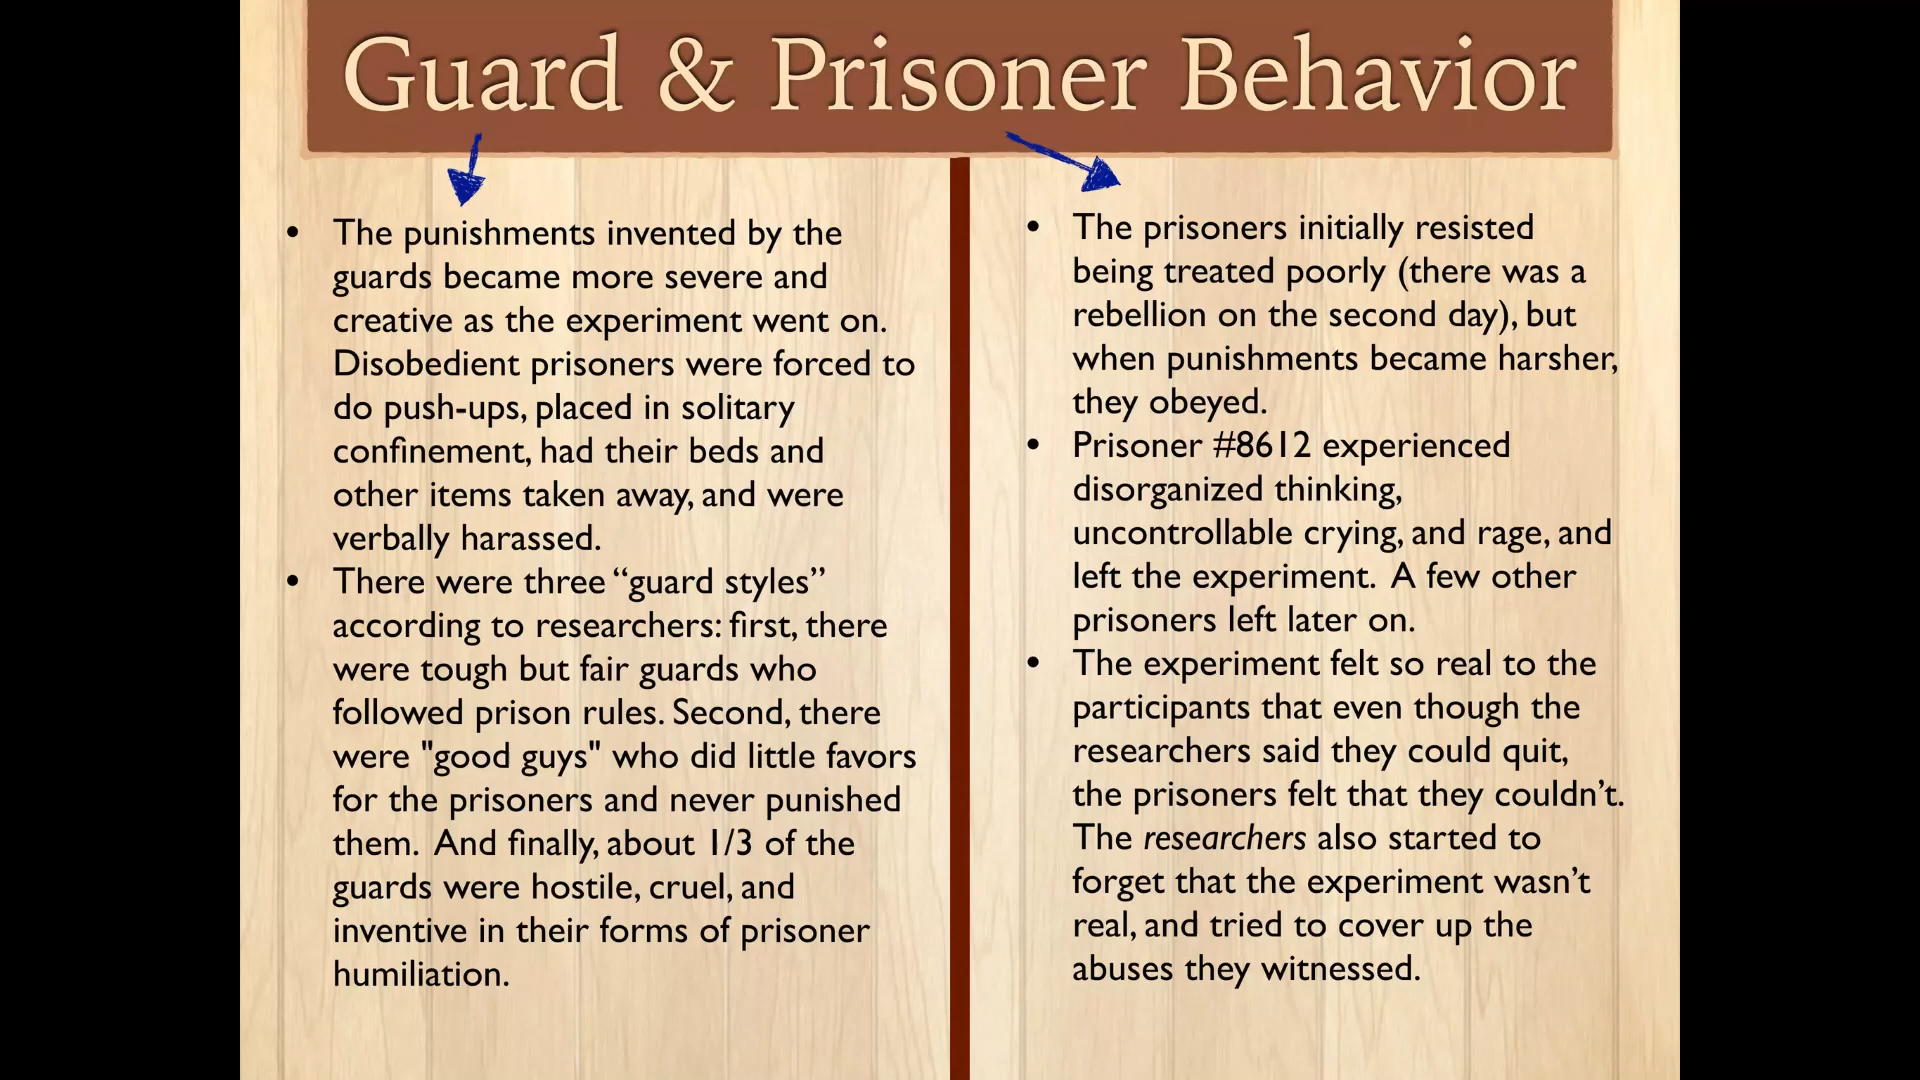 Guard & Prisoner Behavior
• The punishments invented by the
guards became more severe and
creative as the experiment went on.
Disobedient prisoners were forced to
do push-ups, placed in solitary
confinement, had their beds and
other items taken away, and were
verbally harassed.
• There were three “guard styles”
according to researchers: first, there
were tough but fair guards who
followed prison rules. Second, there
were "good guys" who did little favors
for the prisoners and never punished
them. And finally, about 1/3 of the
guards were hostile, cruel, and
inventive in their forms of prisoner
humiliation.
• The prisoners initially resisted
being treated poorly (there was a
rebellion on the second day), but
when punishments became harsher,
they obeyed.
• Prisoner #8612 experienced
disorganized thinking,
uncontrollable crying, and rage, and
left the experiment. A few other
prisoners left later on.
• The experiment felt so real to the
participants that even though the
researchers said they could quit,
the prisoners felt that they couldn’t.
The researchers also started to
forget that the experiment wasn’t
real, and tried to cover up the
abuses they witnessed.